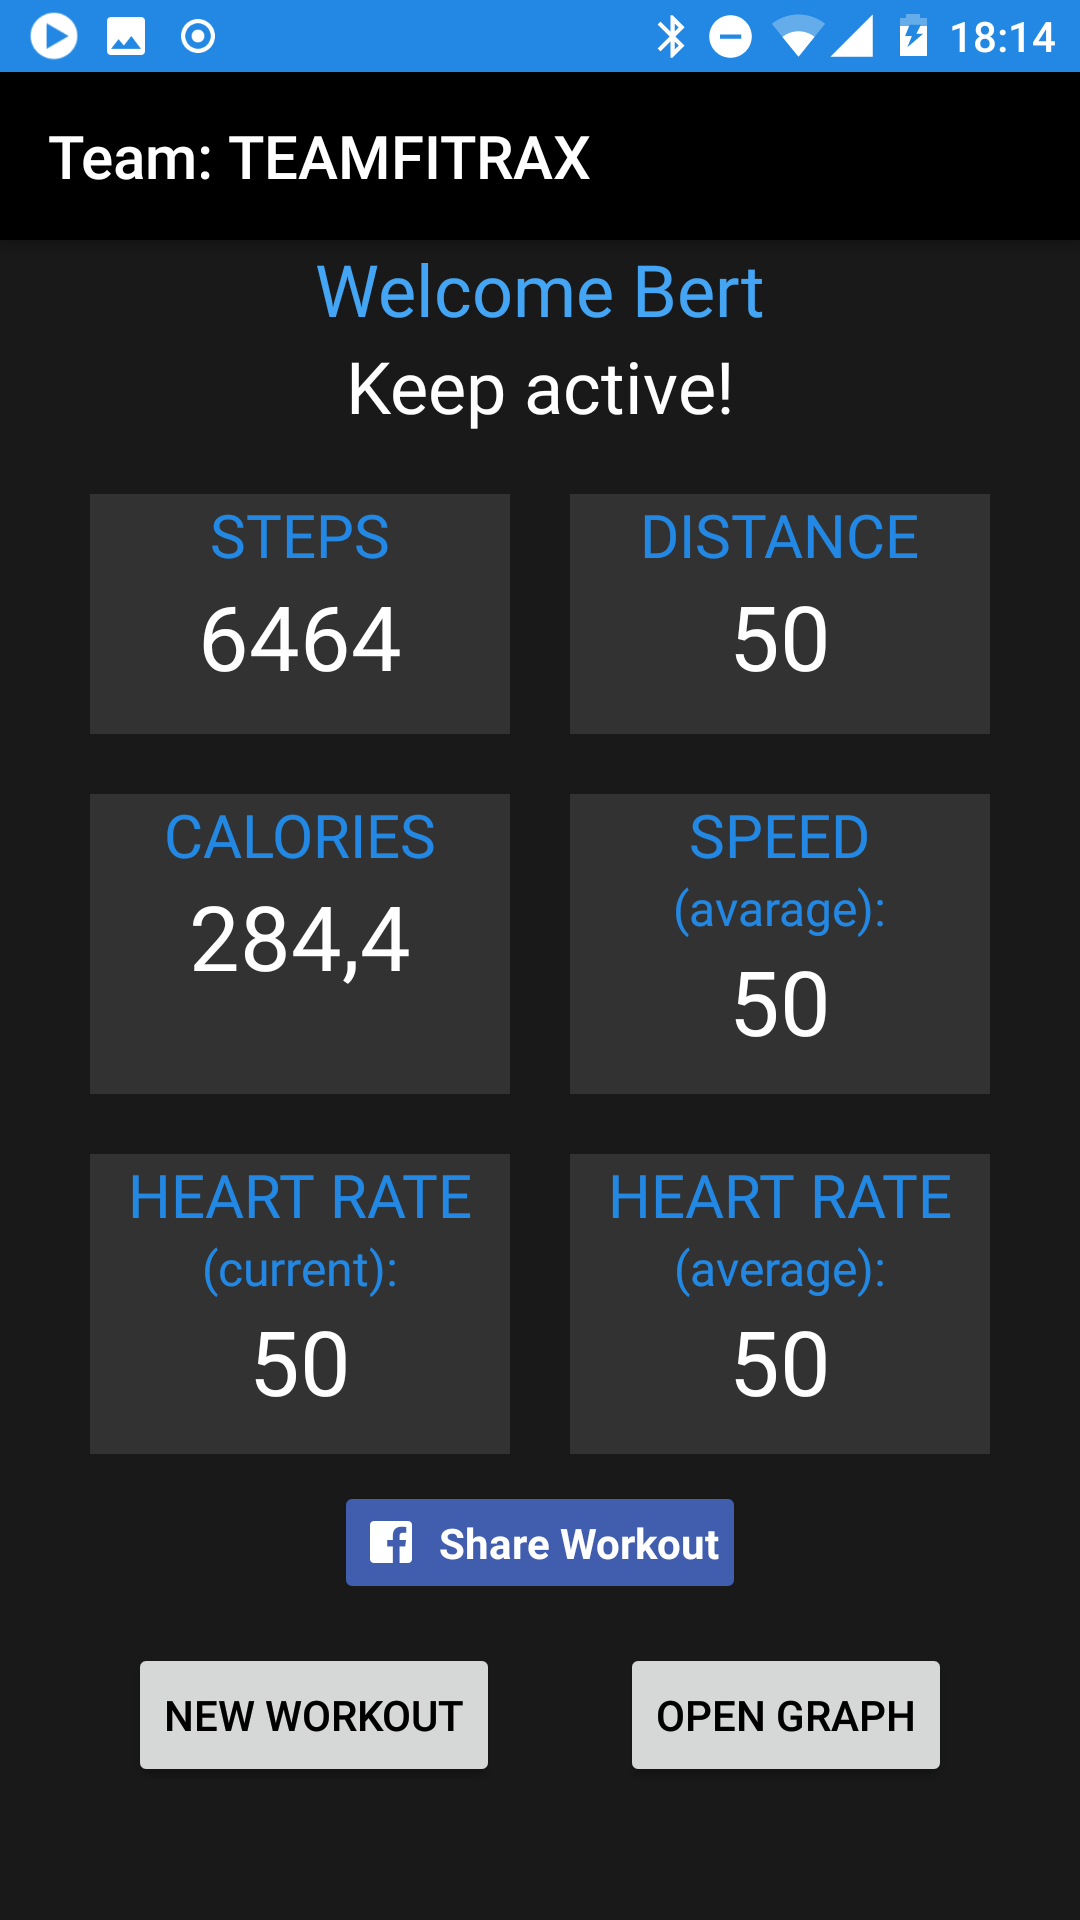 18:14
Team: TEAMFITRAX
Welcome Bert
Keep active!
STEPS
6464
DISTANCE
50
CALORIES
284,4
SPEED
(avarage):
50
HEART RATE
(current):
50
HEART RATE
(average):
50
Share Workout
NEW WORKOUT
OPEN GRAPH